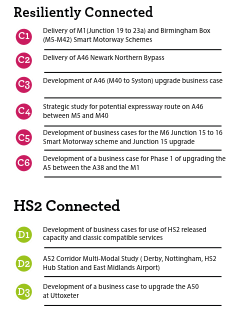 Resiliently Connected
C1
Delivery of M1(Junction 19 to 23a) and Birmingham Box
(M5-M42) Smart Motorway Schemes
C2
Delivery of A46 Newark Northern Bypass
C3
Development of A46 (M40 to Syston) upgrade business case
C4
Strategic study for potential expressway route on A46
between M5 and M40
C5
Development of business cases for the M6 Junction 15 to 16
Smart Motorway scheme and Junction 15 upgrade
C6
Development of a business case for Phase 1 of upgrading the
A5 between the A38 and the M1
HS2 Connected
D1
Development of business cases for use of HS2 released
capacity and classic compatible services
D2
A52 Corridor Multi-Modal Study ( Derby, Nottingham, HS2
Hub Station and East Midlands Airport)
D3
Development of a business case to upgrade the A50
at Uttoxeter